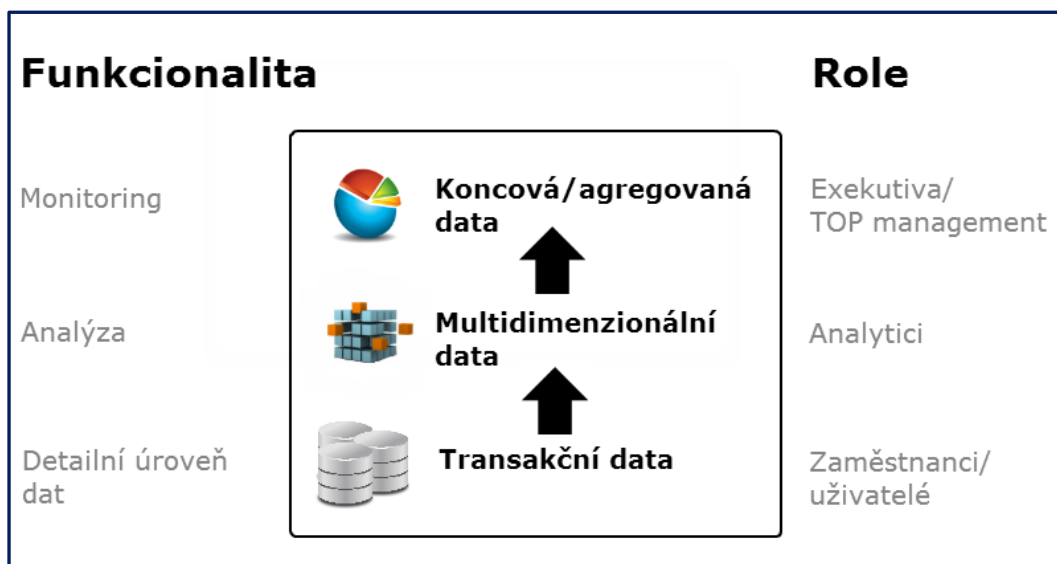 Funkcionalita
Role
Monitoring
Koncová/agregovaná
data
Exekutiva/
TOP management
Analýza
Multidimenzionální
data
Analytici
Detailní úroveň
dat
Transakční data
Zaměstnanci/
uživatelé